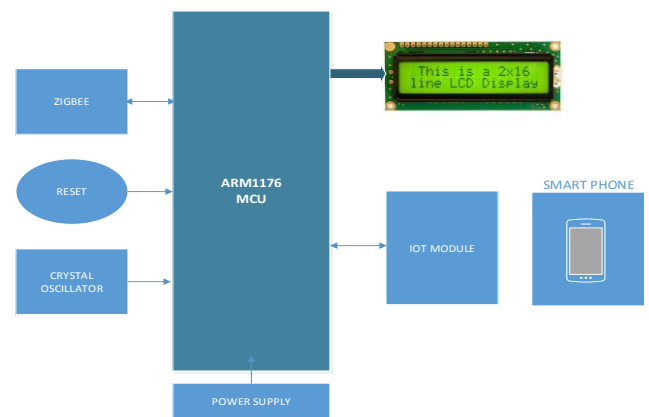 This is a 2x16
line LCD Display
ZIGBEE
RESET
ARM1176
MCU
SMART PHONE
IOT MODULE
CRYSTAL
OSCILLATOR
POWER SUPPLY